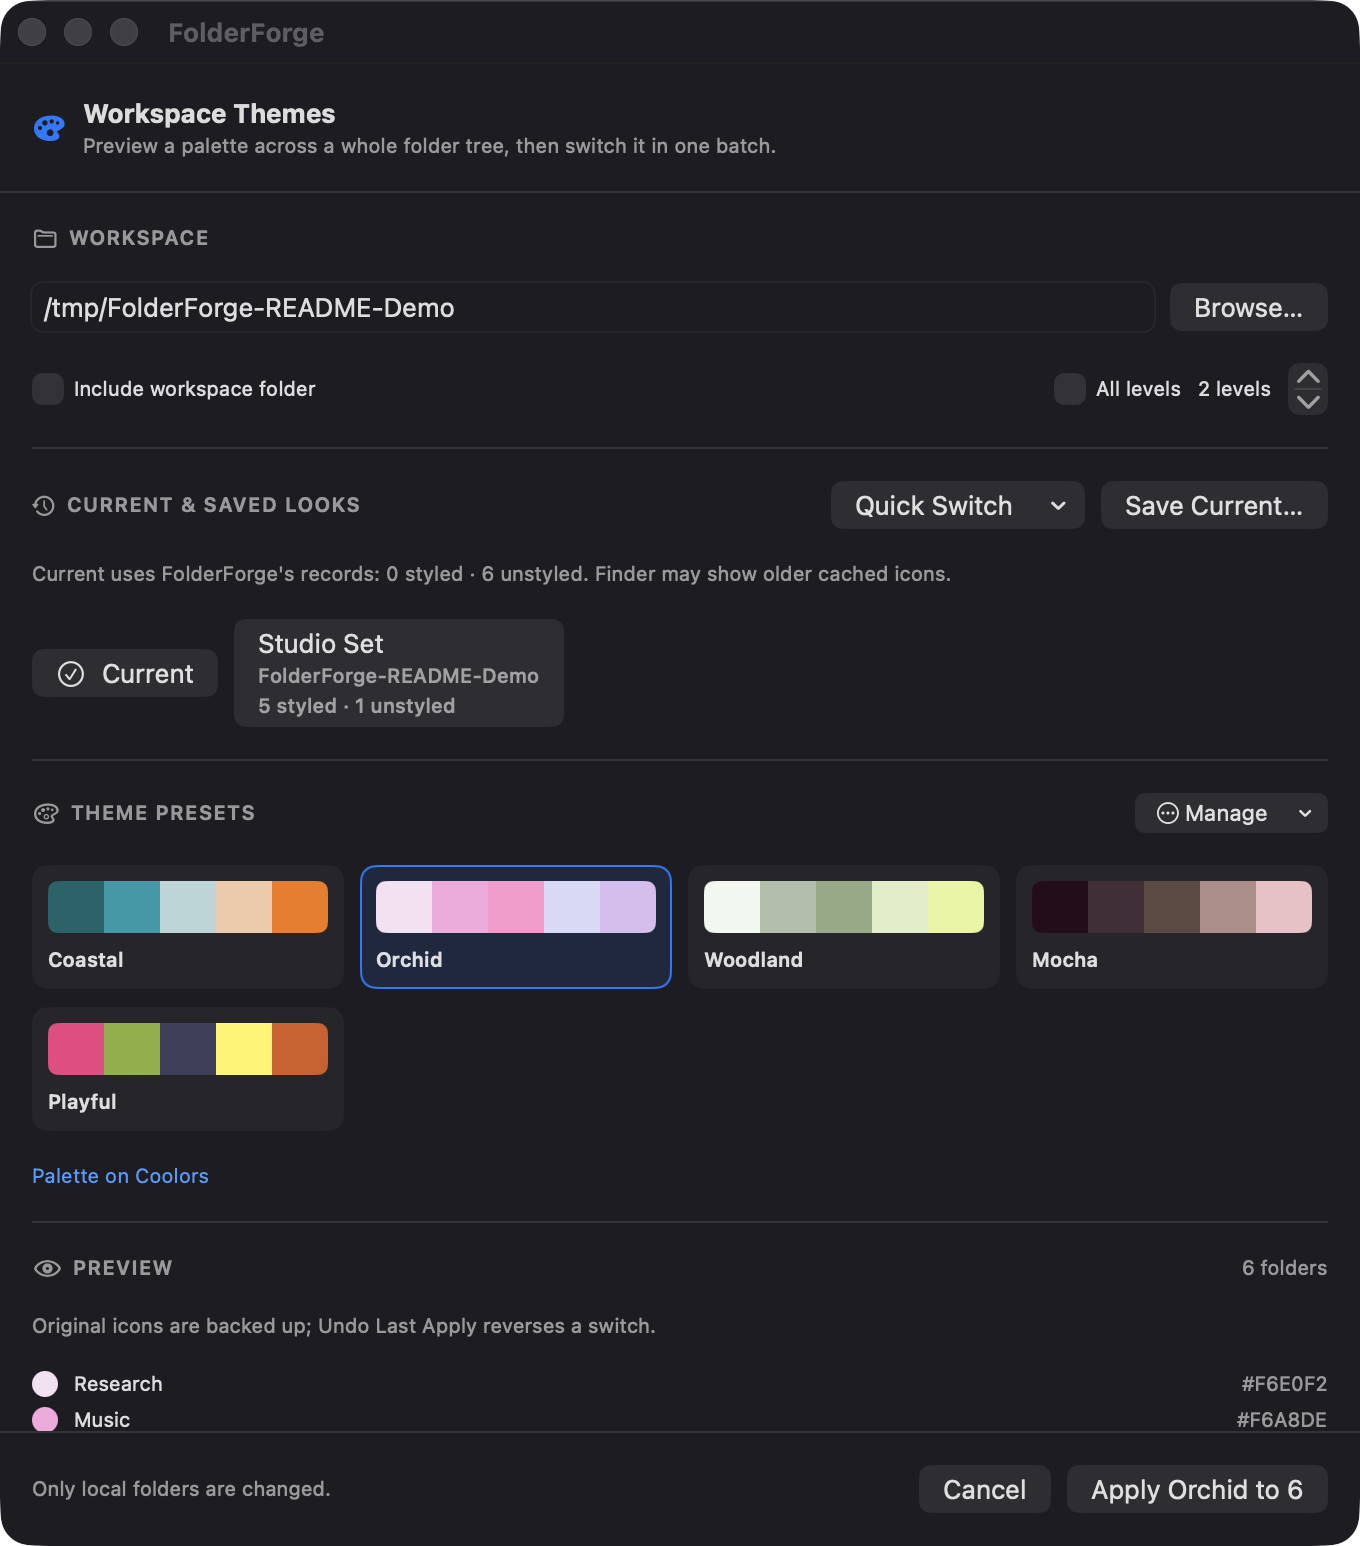 FolderForge
Workspace Themes
Preview a palette across a whole folder tree, then switch it in one batch.
WORKSPACE
/tmp/FolderForge-README-Demo
Browse...
Include workspace folder
All levels
2 levels
CURRENT & SAVED LOOKS
Quick Switch
Save Current...
Current uses FolderForge's records: 0 styled · 6 unstyled. Finder may show older cached icons.
Current
Studio Set
FolderForge-README-Demo
5 styled · 1 unstyled
THEME PRESETS
Manage
Coastal
Orchid
Woodland
Mocha
Playful
Palette on Coolors
PREVIEW
6 folders
Original icons are backed up; Undo Last Apply reverses a switch.
Research
#F6E0F2
Music
#F6A8DE
Only local folders are changed.
Cancel
Apply Orchid to 6